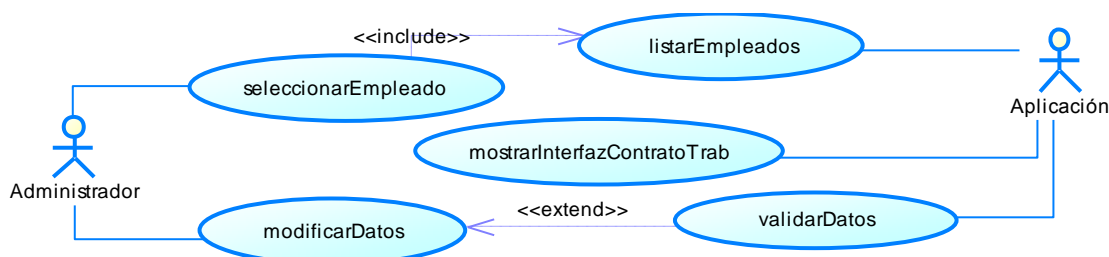 <<include>>
listarEmpleados
seleccionarEmpleado
Aplicación
mostrarInterfazContratoTrab
Administrador
<<extend>>
validarDatos
modificarDatos